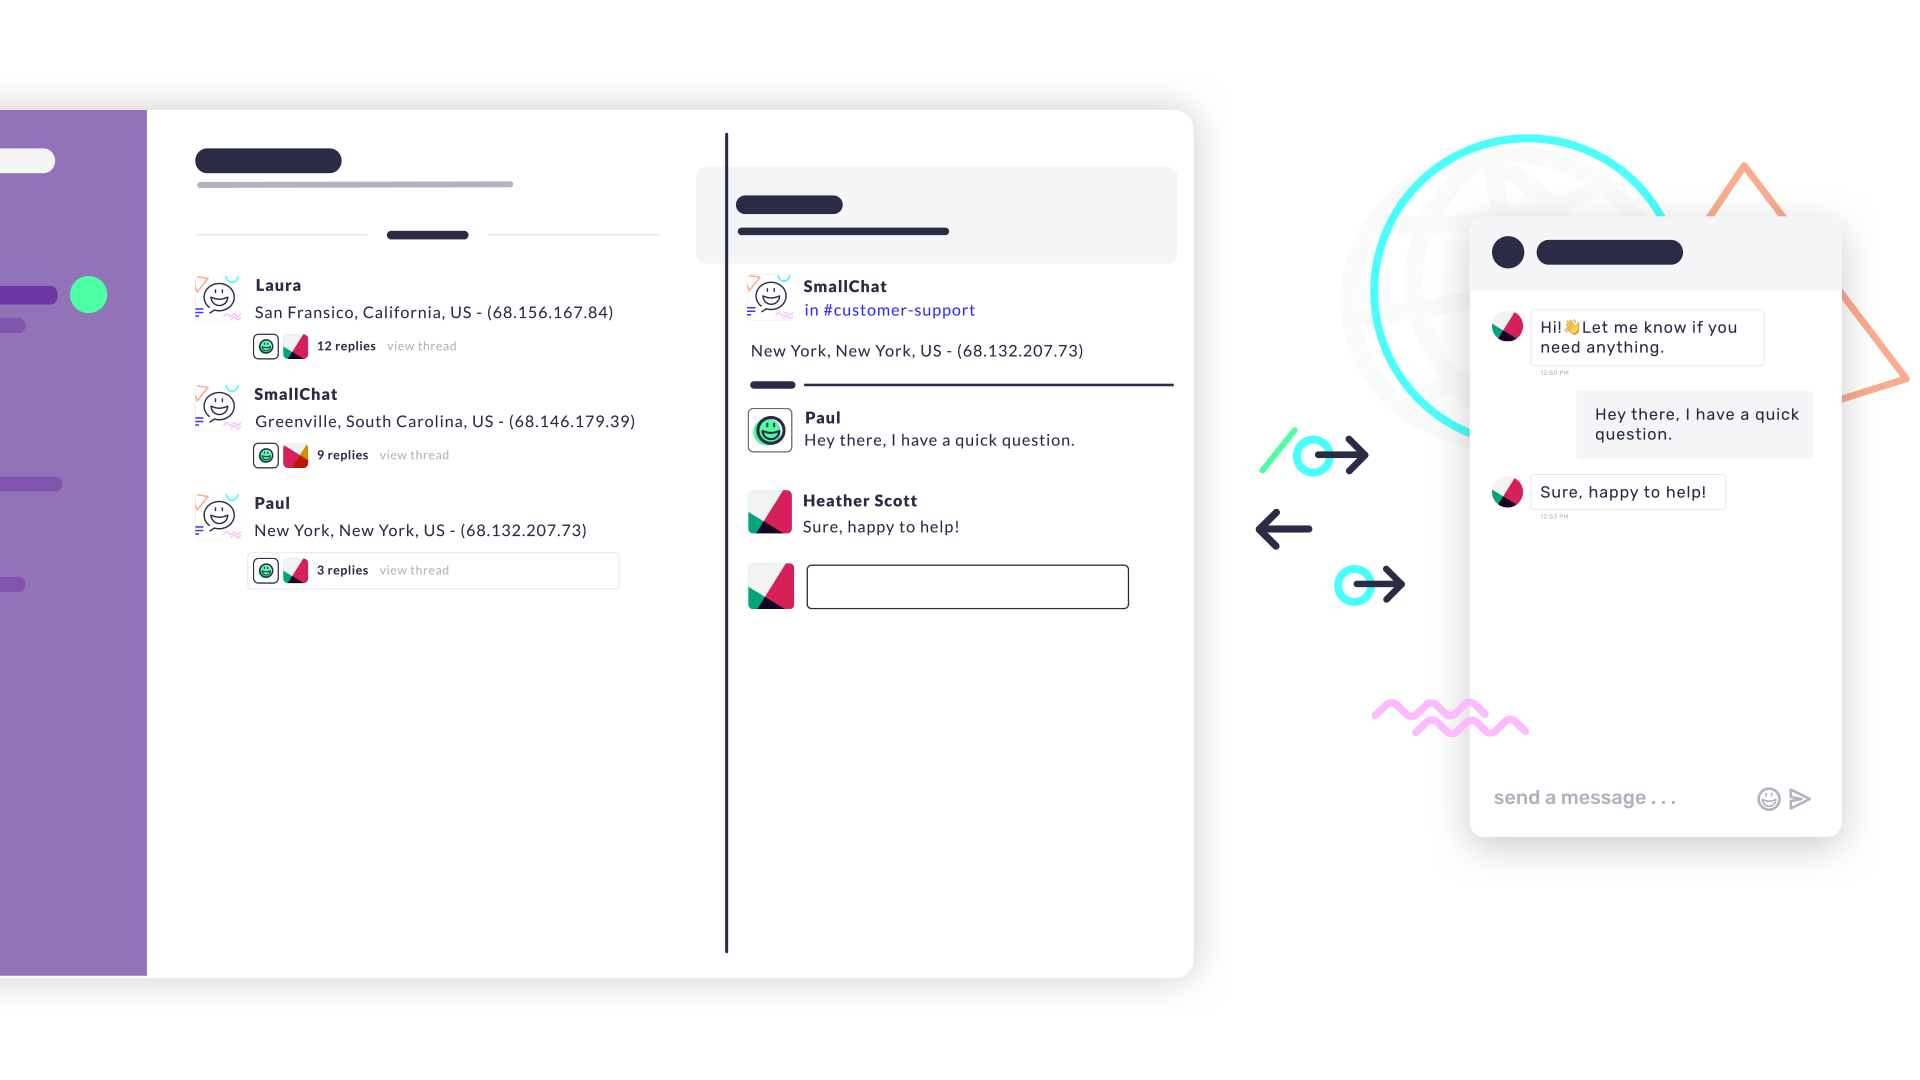 Laura
San Fransico, California, US - (68.156.167.84)
12 replies view thread
SmallChat
Greenville, South Carolina, US - (68.146.179.39)
9 replies view thread
Paul
New York, New York, US - (68.132.207.73)
3 replies view thread
SmallChat
in #customer-support
New York, New York, US - (68.132.207.73)
Paul
Hey there, I have a quick question.
Heather Scott
Sure, happy to help!
Hi!👋Let me know if you
need anything.
12:50 PM
Hey there, I have a quick
question.
Sure, happy to help!
12:53 PM
send a message . . .